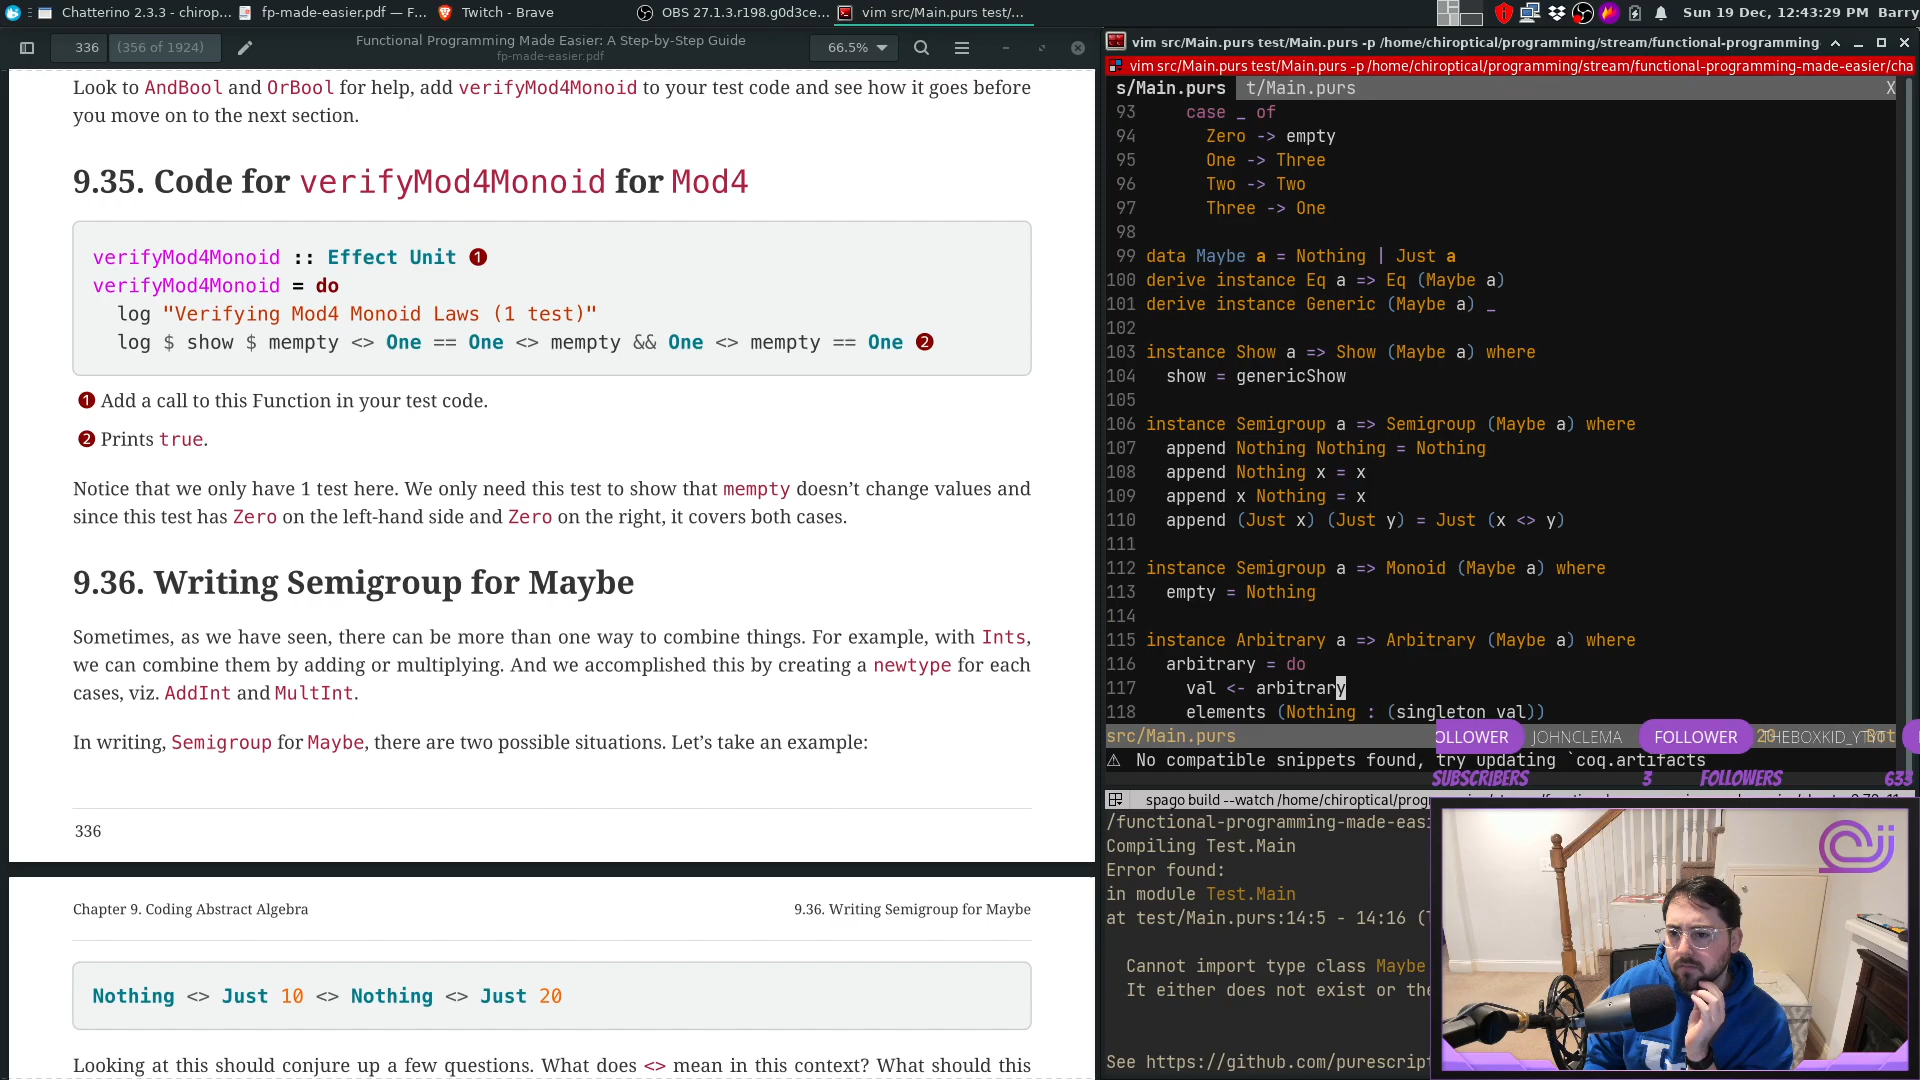 Chatterino 2.3.3 - chirop...
fp-made-easier.pdf — F...
Twitch - Brave
OBS 27.1.3.r198.g0d3ce...
vim src/Main.purs test/...
Sun 19 Dec, 12:43:29 PM
Barry
336
(356 of 1924)
Functional Programming Made Easier: A Step-by-Step Guide
fp-made-easier.pdf
66.5%
Look to AndBool and OrBool for help, add verifyMod4Monoid to your test code and see how it goes before
you move on to the next section.
9.35. Code for verifyMod4Monoid for Mod4
verifyMod4Monoid :: Effect Unit 1
verifyMod4Monoid = do
log "Verifying Mod4 Monoid Laws (1 test)"
log $ show $ mempty <> One == One <> mempty && One <> mempty == One 2
1 Add a call to this Function in your test code.
2 Prints true.
Notice that we only have 1 test here. We only need this test to show that mempty doesn’t change values and
since this test has Zero on the left-hand side and Zero on the right, it covers both cases.
9.36. Writing Semigroup for Maybe
Sometimes, as we have seen, there can be more than one way to combine things. For example, with Ints,
we can combine them by adding or multiplying. And we accomplished this by creating a newtype for each
cases, viz. AddInt and MultInt.
In writing, Semigroup for Maybe, there are two possible situations. Let’s take an example:
336
Chapter 9. Coding Abstract Algebra
9.36. Writing Semigroup for Maybe
Nothing <> Just 10 <> Nothing <> Just 20
Looking at this should conjure up a few questions. What does <> mean in this context? What should this
vim src/Main.purs test/Main.purs -p /home/chiroptical/programming/stream/functional-programming-
vim src/Main.purs test/Main.purs -p /home/chiroptical/programming/stream/functional-programming-made-easier/cha
s/Main.purs t/Main.purs X
93 case _ of
94 Zero -> empty
95 One -> Three
96 Two -> Two
97 Three -> One
98
99 data Maybe a = Nothing | Just a
100 derive instance Eq a => Eq (Maybe a)
101 derive instance Generic (Maybe a) _
102
103 instance Show a => Show (Maybe a) where
104 show = genericShow
105
106 instance Semigroup a => Semigroup (Maybe a) where
107 append Nothing Nothing = Nothing
108 append Nothing x = x
109 append x Nothing = x
110 append (Just x) (Just y) = Just (x <> y)
111
112 instance Semigroup a => Monoid (Maybe a) where
113 empty = Nothing
114
115 instance Arbitrary a => Arbitrary (Maybe a) where
116 arbitrary = do
117 val <- arbitrary
118 elements (Nothing : (singleton val))
src/Main.purs
OLLOWER JOHNCLEMA FOLLOWER
⚠ No compatible snippets found, try updating `coq.artifacts
SUBSCRIBERS 3 FOLLOWERS 633
spago build --watch /home/chiroptical/prog
/functional-programming-made-easi
Compiling Test.Main
Error found:
in module Test.Main
at test/Main.purs:14:5 - 14:16 (
Cannot import type class Maybe
It either does not exist or the
See https://github.com/purescript